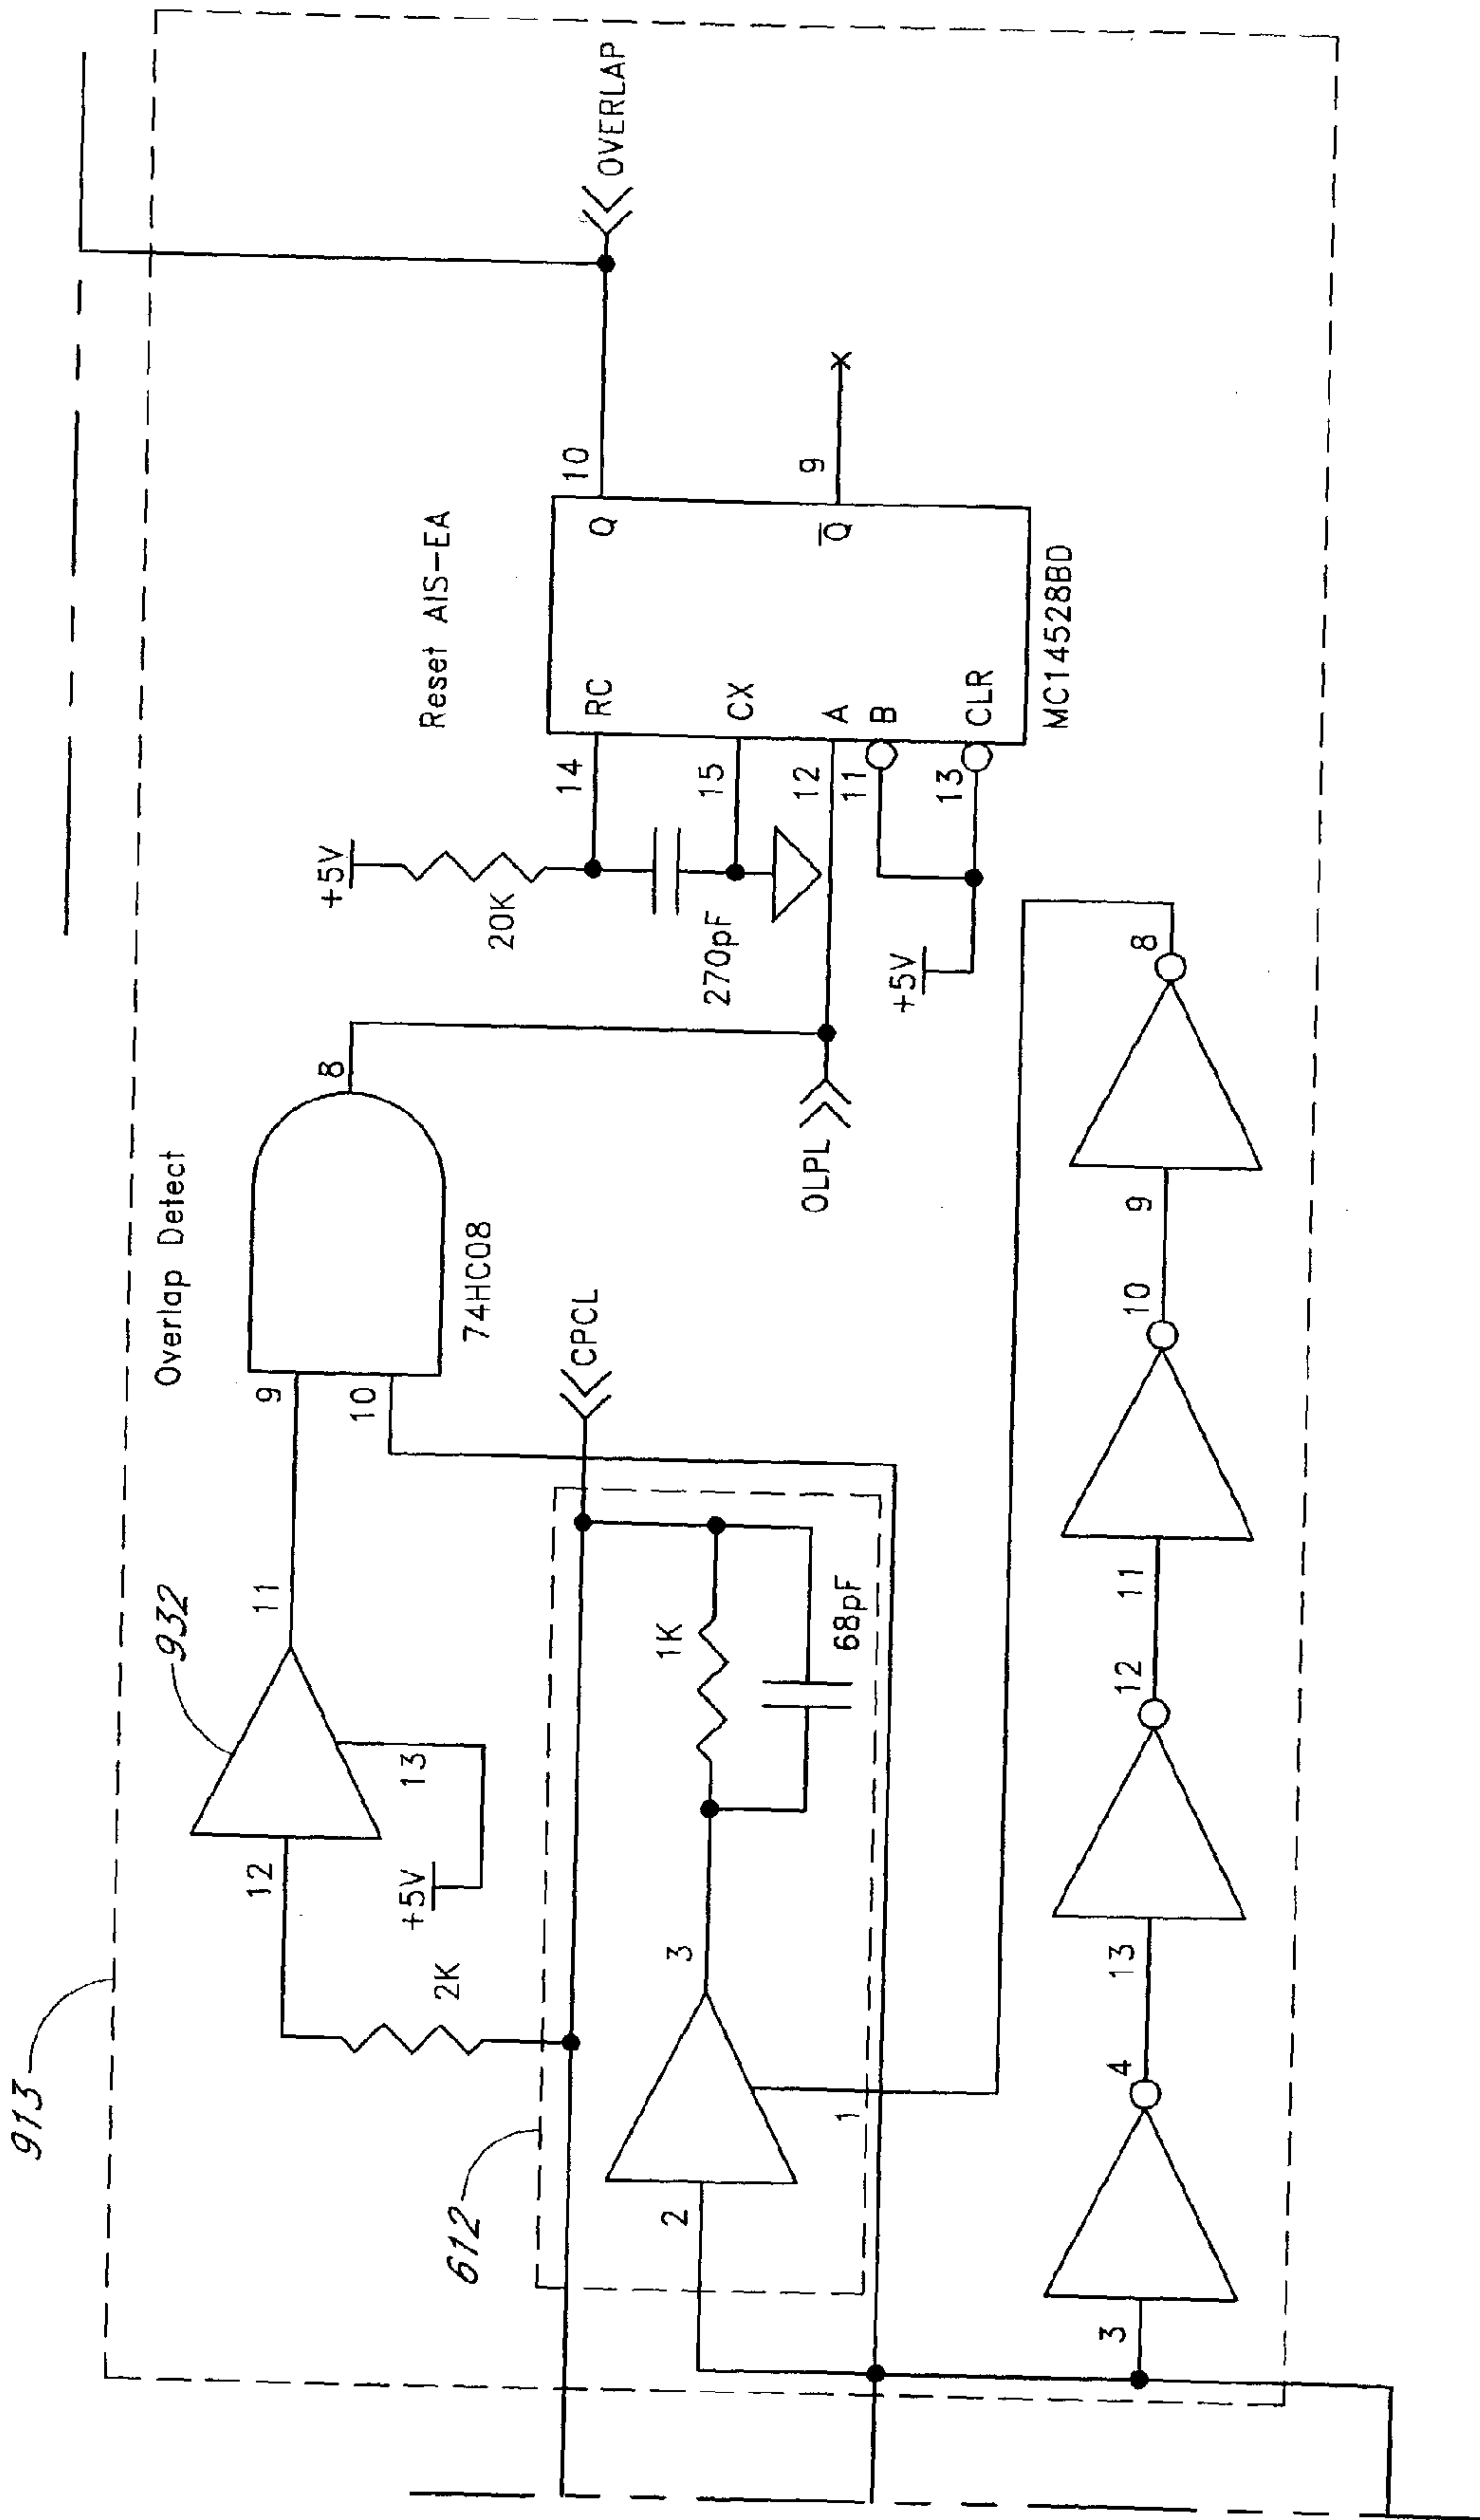 913
Overlap Detect
932
12
2K
+5V
13
11
9
10
74HC08
8
612
2
1
3
1K
68pF
CPCL
OLPL
+5V
20K
270pF
+5V
Reset AIS-EA
14
15
12
11
13
RC
CX
A
B
CLR
Q
Q̅
MC14528BD
10
9
OVERLAP
3
4
13
12
11
10
9
8